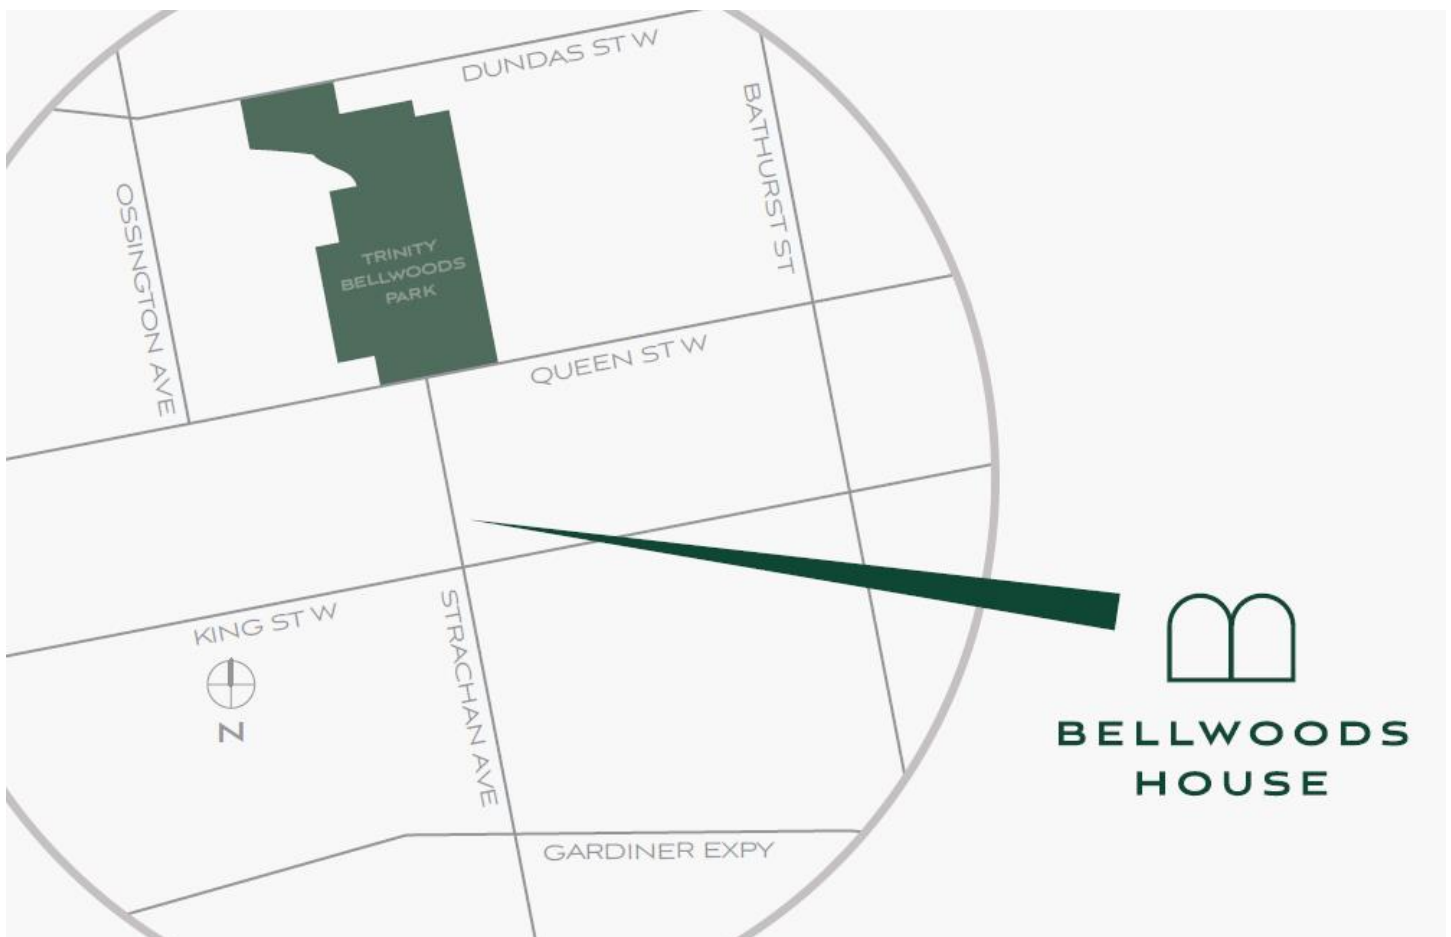 DUNDAS ST W
BATHURST ST
OSSINGTON AVE
TRINITY
BELLWOODS
PARK
QUEEN ST W
KING ST W
STRACHAN AVE
N
BELLWOODS
HOUSE
GARDINER EXPY